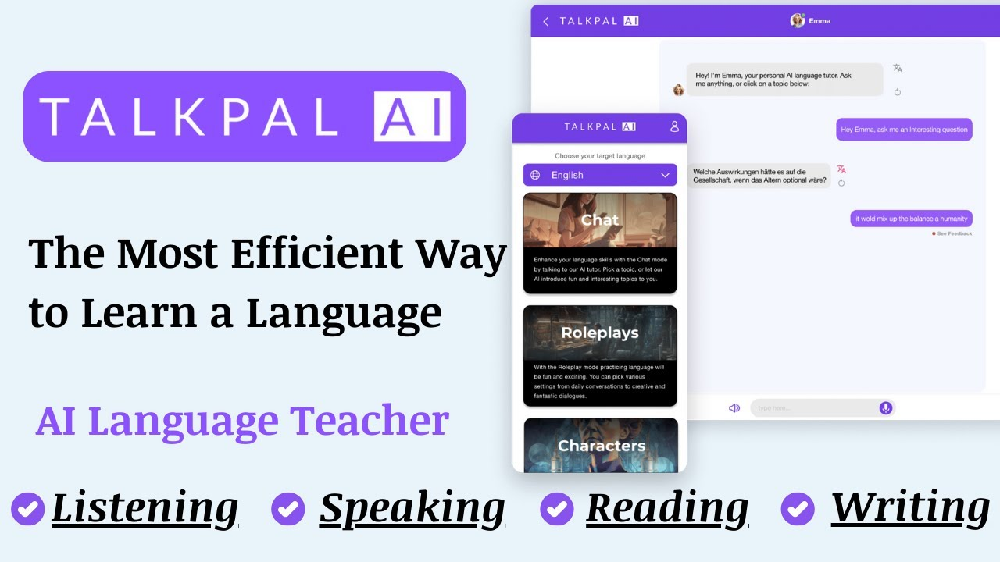 TALKPAL AI
The Most Efficient Way
to Learn a Language
AI Language Teacher
TALKPAL AI
Emma
Hey! I'm Emma, your personal AI language tutor. Ask
me anything, or click on a topic below:
Hey Emma, ask me an Interesting question
Welche Auswirkungen hätte es auf die
Gesellschaft, wenn das Altern optional wäre?
it wold mix up the balance a humanity
See Feedback
type here...
TALKPAL AI
Choose your target language
English
Chat
Enhance your language skills with the Chat mode
by talking to our AI tutor. Pick a topic, or let our
AI introduce fun and interesting topics to you.
Roleplays
With the Roleplay mode practicing language will
be fun and exciting. You can pick various
settings from daily conversations to creative and
fantastic dialogues.
Characters
Listening
Speaking
Reading
Writing